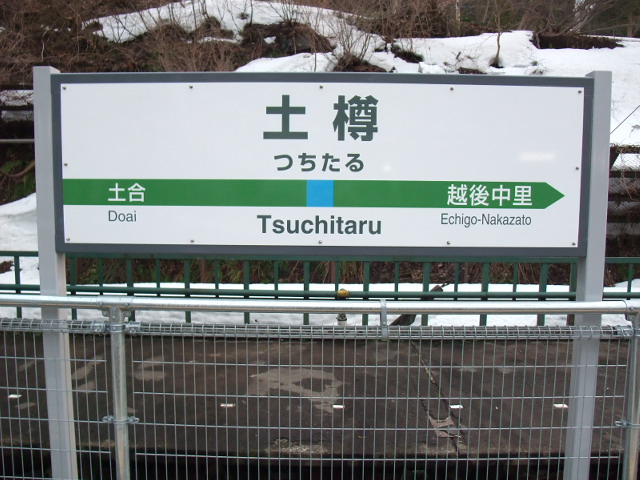 土樽
つちたる
土合 越後中里
Doai Tsuchitaru Echigo-Nakazato